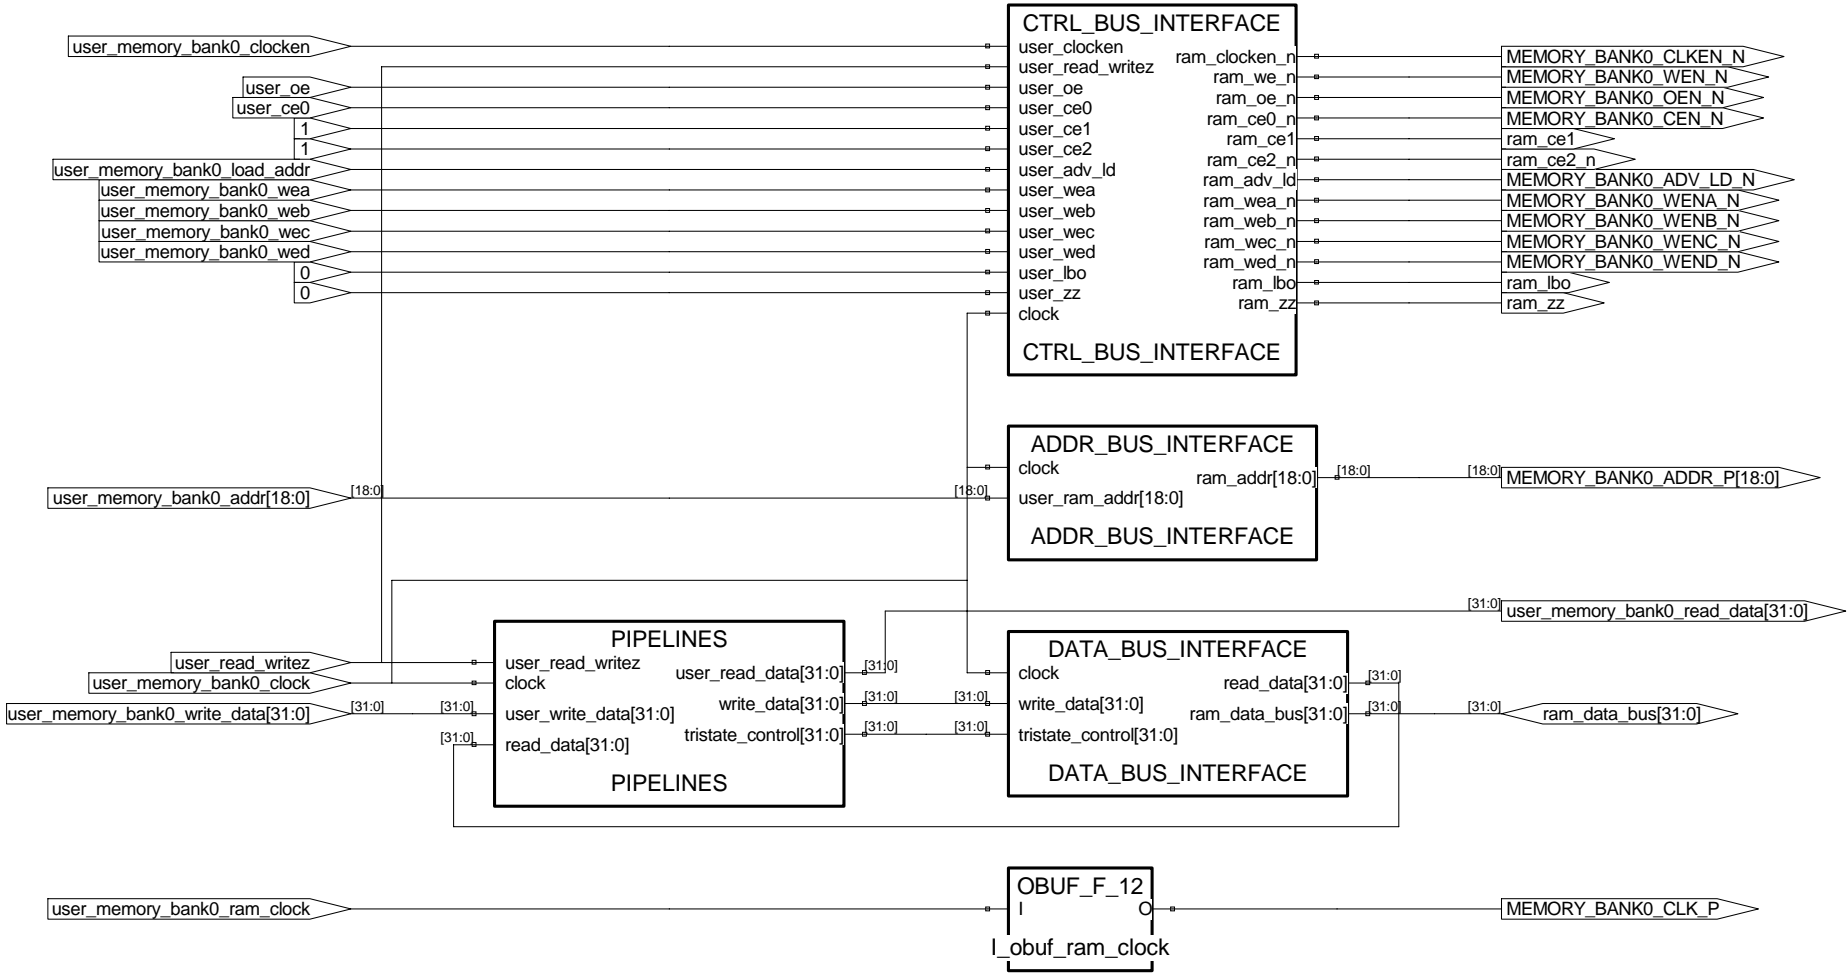 CTRL_BUS_INTERFACE
user_memory_bank0_clocken
user_clocken
ram_clocken_n
MEMORY_BANK0_CLKEN_N
user_read_writez
ram_we_n
MEMORY_BANK0_WEN_N
user_oe
user_oe
ram_oe_n
MEMORY_BANK0_OEN_N
user_ce0
user_ce0
ram_ce0_n
MEMORY_BANK0_CEN_N
1
user_ce1
ram_ce1
ram_ce1
1
user_ce2
ram_ce2_n
ram_ce2_n
user_memory_bank0_load_addr
user_adv_ld
ram_adv_ld
MEMORY_BANK0_ADV_LD_N
user_memory_bank0_wea
user_wea
ram_wea_n
MEMORY_BANK0_WENA_N
user_memory_bank0_web
user_web
ram_web_n
MEMORY_BANK0_WENB_N
user_memory_bank0_wec
user_wec
ram_wec_n
MEMORY_BANK0_WENC_N
user_memory_bank0_wed
user_wed
ram_wed_n
MEMORY_BANK0_WEND_N
0
user_lbo
ram_lbo
ram_lbo
0
user_zz
ram_zz
ram_zz
clock
CTRL_BUS_INTERFACE
ADDR_BUS_INTERFACE
clock
ram_addr[18:0]
[18:0]
[18:0]
MEMORY_BANK0_ADDR_P[18:0]
user_memory_bank0_addr[18:0]
[18:0]
[18:0]
user_ram_addr[18:0]
ADDR_BUS_INTERFACE
[31:0]
user_memory_bank0_read_data[31:0]
PIPELINES
DATA_BUS_INTERFACE
user_read_writez
user_read_writez
user_read_data[31:0]
[31:0]
clock
read_data[31:0]
[31:0]
user_memory_bank0_clock
clock
write_data[31:0]
[31:0]
[31:0]
write_data[31:0]
user_memory_bank0_write_data[31:0]
[31:0]
[31:0]
user_write_data[31:0]
ram_data_bus[31:0]
[31:0]
[31:0]
ram_data_bus[31:0]
[31:0]
read_data[31:0]
tristate_control[31:0]
[31:0]
[31:0]
tristate_control[31:0]
PIPELINES
DATA_BUS_INTERFACE
OBUF_F_12
user_memory_bank0_ram_clock
I
O
MEMORY_BANK0_CLK_P
I_obuf_ram_clock